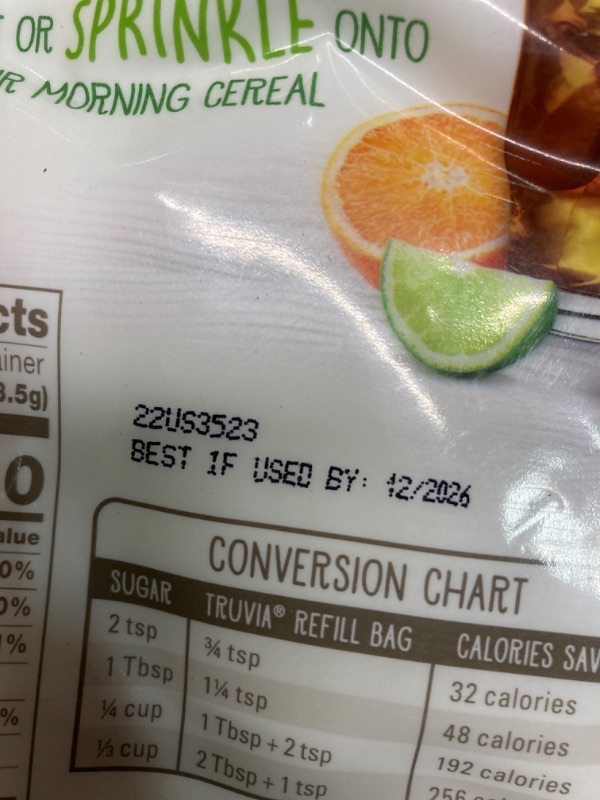 OR SPRINKLE ONTO
MORNING CEREAL
cts
ainer
3.5g)
0
alue
0%
0%
1%
%
22US3523
BEST IF USED BY: 12/2026
CONVERSION CHART
SUGAR TRUVIA® REFILL BAG CALORIES SAV
2 tsp ¾ tsp 32 calories
1 Tbsp 1¼ tsp 48 calories
¼ cup 1 Tbsp + 2 tsp 192 calories
⅓ cup 2 Tbsp + 1 tsp 256